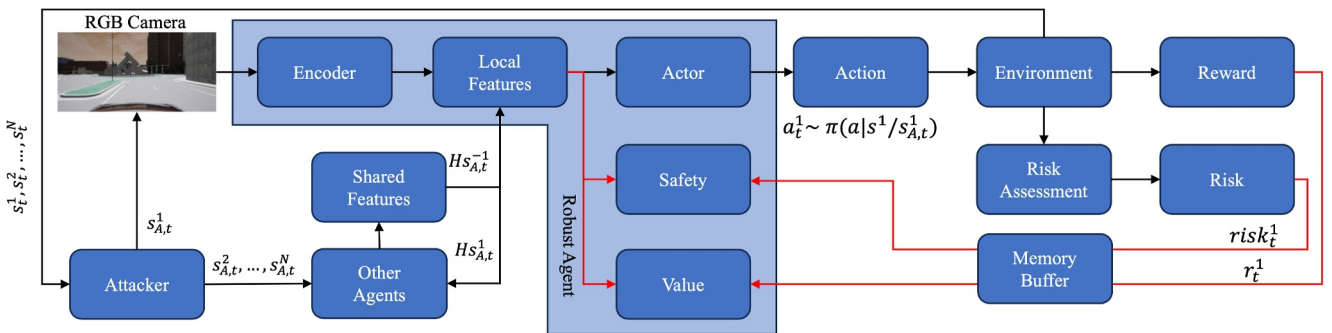 RGB Camera
Encoder
Local
Features
Actor
Action
Environment
Reward
a_t^1 ~ π(a|s^1/s_{A,t}^1)
s_t^1, s_t^2, ..., s_t^N
Hs_{A,t}^{-1}
Shared
Features
Safety
Risk
Assessment
Risk
s_{A,t}^1
Robust Agent
risk_t^1
Hs_{A,t}^1
Attacker
s_{A,t}^2, ..., s_{A,t}^N
Other
Agents
Value
Memory
Buffer
r_t^1